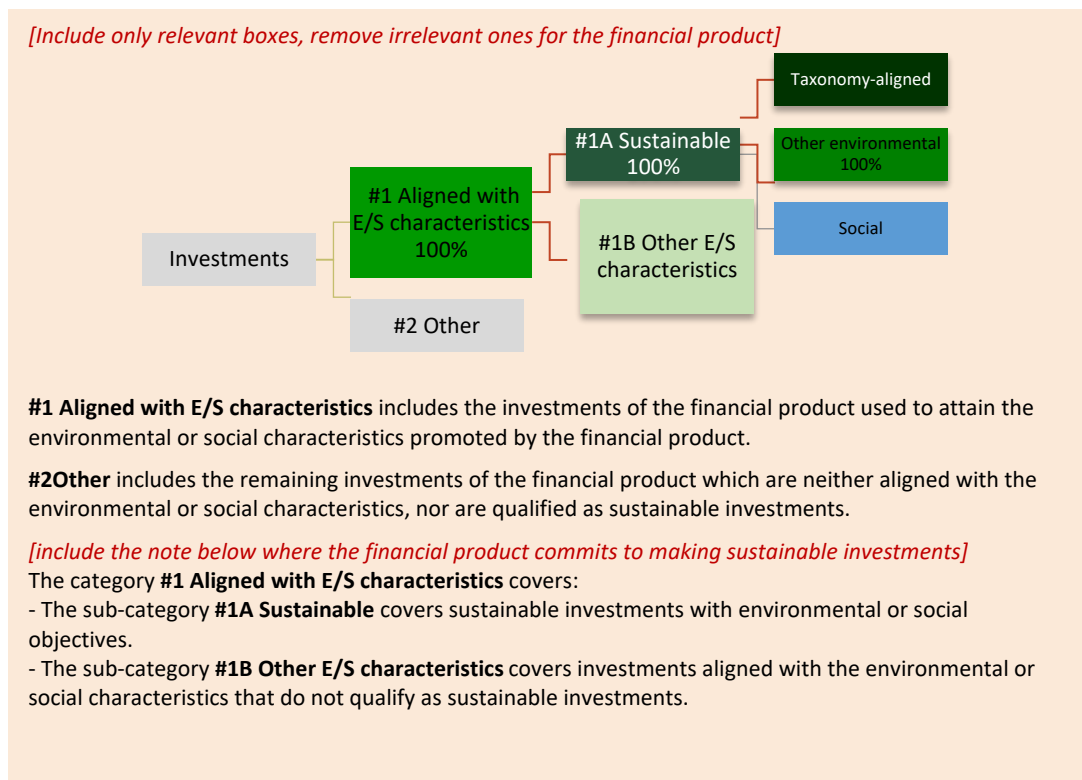 [Include only relevant boxes, remove irrelevant ones for the financial product]
Taxonomy-aligned
#1A Sustainable
100%
Other environmental
100%
#1 Aligned with
E/S characteristics
100%
#1B Other E/S
characteristics
Social
Investments
#2 Other
#1 Aligned with E/S characteristics includes the investments of the financial product used to attain the
environmental or social characteristics promoted by the financial product.
#2Other includes the remaining investments of the financial product which are neither aligned with the
environmental or social characteristics, nor are qualified as sustainable investments.
[include the note below where the financial product commits to making sustainable investments]
The category #1 Aligned with E/S characteristics covers:
- The sub-category #1A Sustainable covers sustainable investments with environmental or social
objectives.
- The sub-category #1B Other E/S characteristics covers investments aligned with the environmental or
social characteristics that do not qualify as sustainable investments.